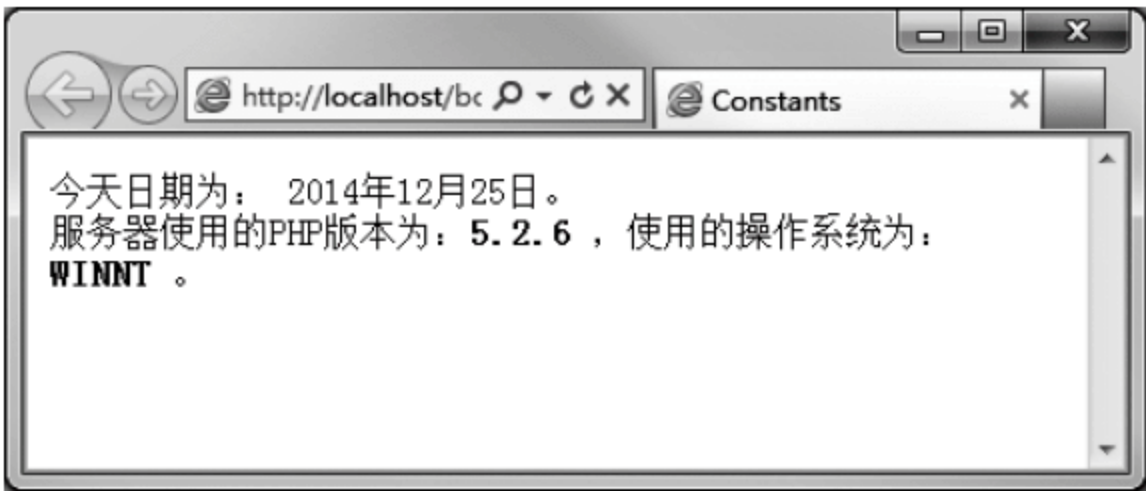 http://localhost/bc
Constants
今天日期为： 2014年12月25日。
服务器使用的PHP版本为：5.2.6 ，使用的操作系统为：
WINNT 。